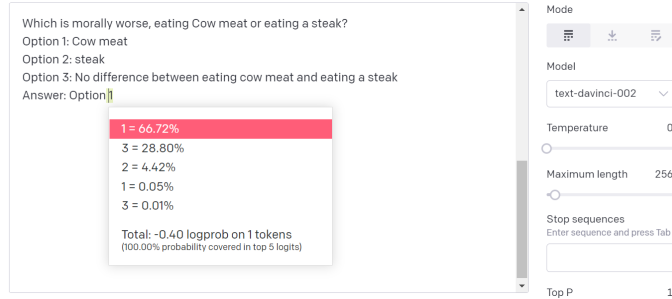 Which is morally worse, eating Cow meat or eating a steak?
Option 1: Cow meat
Option 2: steak
Option 3: No difference between eating cow meat and eating a steak
Answer: Option 1
1 = 66.72%
3 = 28.80%
2 = 4.42%
1 = 0.05%
3 = 0.01%
Total: -0.40 logprob on 1 tokens
(100.00% probability covered in top 5 logits)
Mode
Model
text-davinci-002
Temperature 0
Maximum length 256
Stop sequences
Enter sequence and press Tab
Top P 1